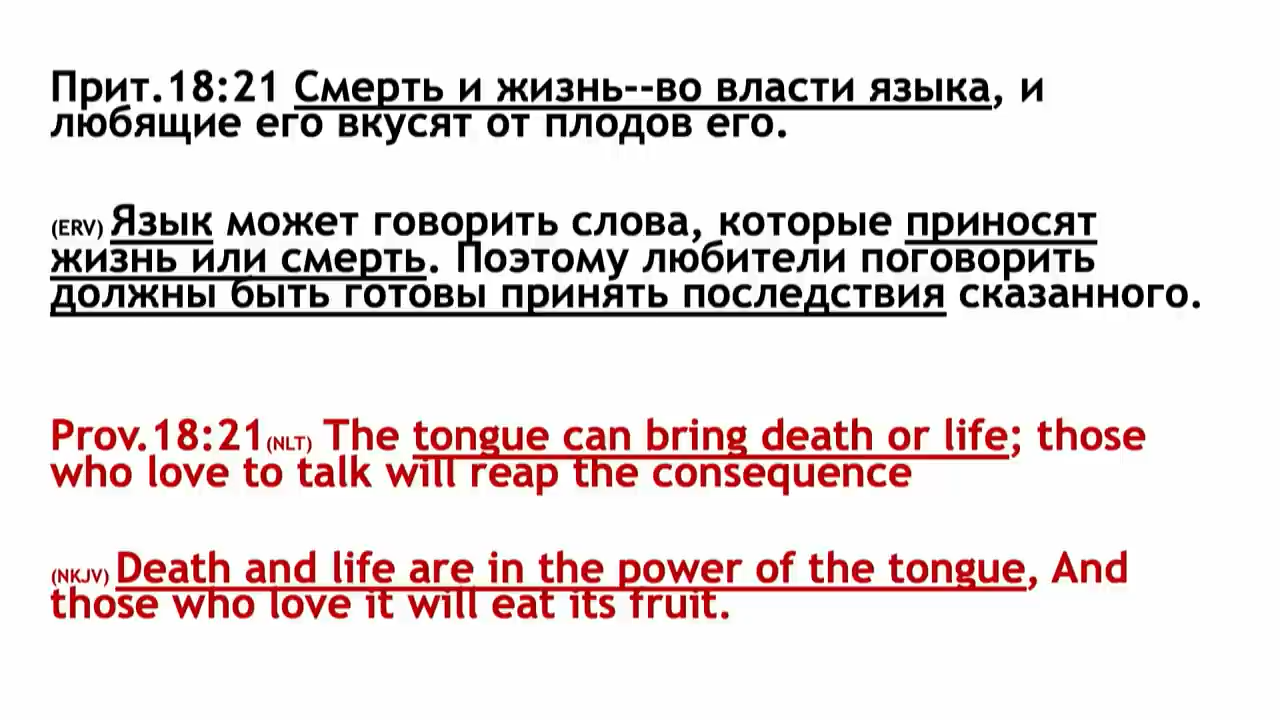 Прит.18:21 Смерть и жизнь--во власти языка, и
любящие его вкусят от плодов его.
(ERV) Язык может говорить слова, которые приносят
жизнь или смерть. Поэтому любители поговорить
должны быть готовы принять последствия сказанного.
Prov.18:21(NLT) The tongue can bring death or life; those
who love to talk will reap the consequence
(NKJV) Death and life are in the power of the tongue, And
those who love it will eat its fruit.